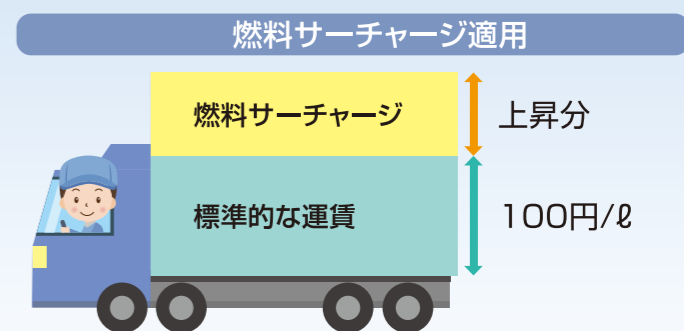 燃料サーチャージ適用
燃料サーチャージ
上昇分
標準的な運賃
100円/ℓ